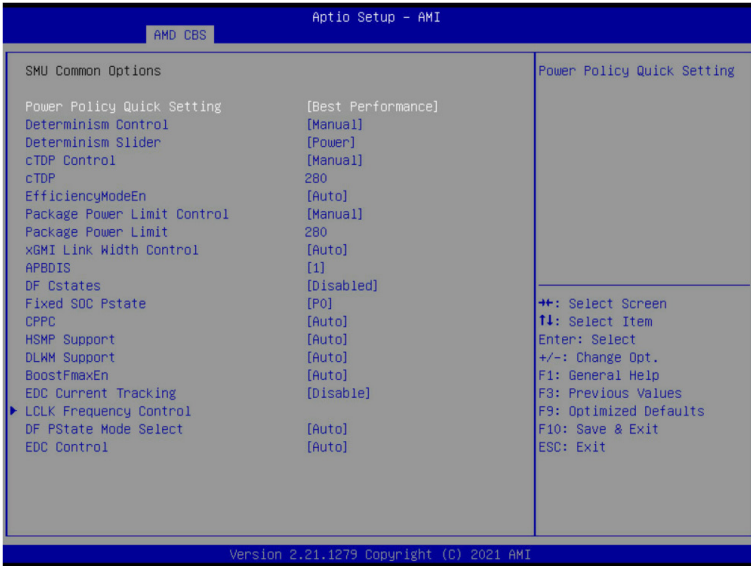 Aptio Setup – AMI
AMD CBS
SMU Common Options
Power Policy Quick Setting [Best Performance]
Determinism Control [Manual]
Determinism Slider [Power]
cTDP Control [Manual]
cTDP 280
EfficiencyModeEn [Auto]
Package Power Limit Control [Manual]
Package Power Limit 280
xGMI Link Width Control [Auto]
APBDIS [1]
DF Cstates [Disabled]
Fixed SOC Pstate [P0]
CPPC [Auto]
HSMP Support [Auto]
DLWM Support [Auto]
BoostFmaxEn [Auto]
EDC Current Tracking [Disable]
LCLK Frequency Control
DF PState Mode Select [Auto]
EDC Control [Auto]
Power Policy Quick Setting
→←: Select Screen
↑↓: Select Item
Enter: Select
+/-: Change Opt.
F1: General Help
F3: Previous Values
F9: Optimized Defaults
F10: Save & Exit
ESC: Exit
Version 2.21.1279 Copyright (C) 2021 AMI